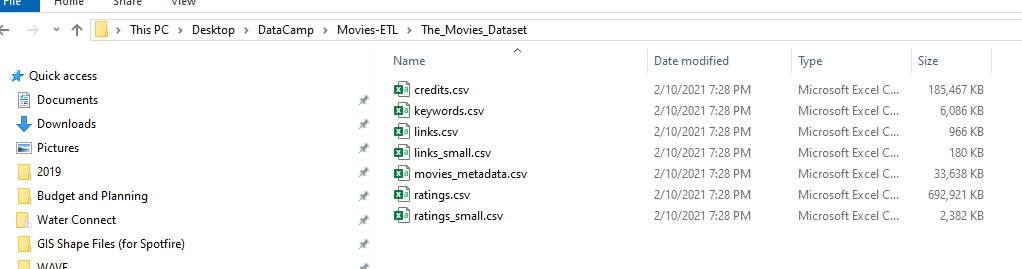 Home Share View
This PC > Desktop > DataCamp > Movies-ETL > The_Movies_Dataset
Name Date modified Type Size
Quick access
Documents
Downloads
Pictures
2019
Budget and Planning
Water Connect
GIS Shape Files (for Spotfire)
WAVE
credits.csv 2/10/2021 7:28 PM Microsoft Excel C... 185,467 KB
keywords.csv 2/10/2021 7:28 PM Microsoft Excel C... 6,086 KB
links.csv 2/10/2021 7:28 PM Microsoft Excel C... 966 KB
links_small.csv 2/10/2021 7:28 PM Microsoft Excel C... 180 KB
movies_metadata.csv 2/10/2021 7:28 PM Microsoft Excel C... 33,638 KB
ratings.csv 2/10/2021 7:28 PM Microsoft Excel C... 692,921 KB
ratings_small.csv 2/10/2021 7:28 PM Microsoft Excel C... 2,382 KB